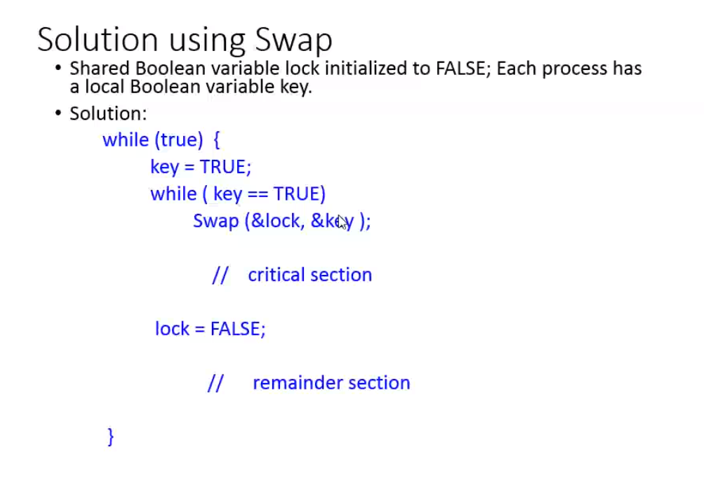 Solution using Swap
• Shared Boolean variable lock initialized to FALSE; Each process has
a local Boolean variable key.
• Solution:
while (true) {
key = TRUE;
while ( key == TRUE)
Swap (&lock, &key );
// critical section
lock = FALSE;
// remainder section
}